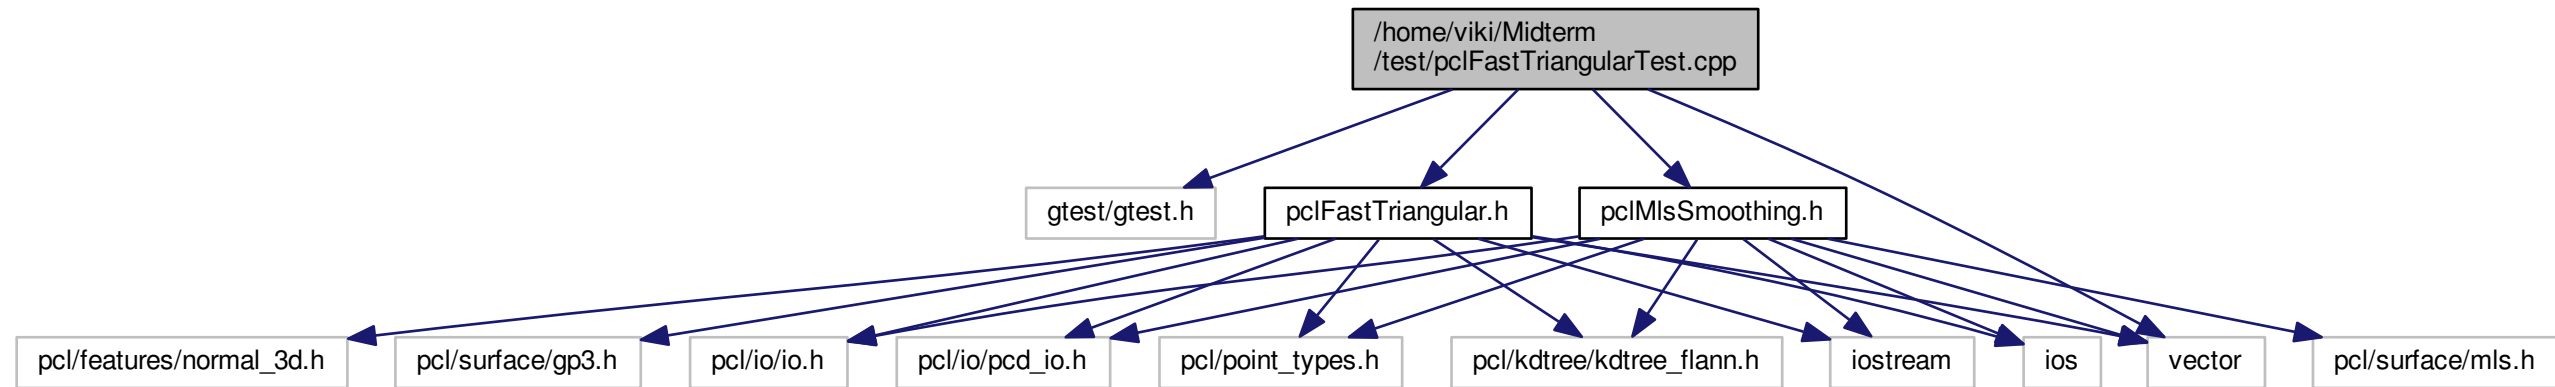 /home/viki/Midterm
/test/pclFastTriangularTest.cpp
gtest/gtest.h
pclFastTriangular.h
pclMlsSmoothing.h
pcl/features/normal_3d.h
pcl/surface/gp3.h
pcl/io/io.h
pcl/io/pcd_io.h
pcl/point_types.h
pcl/kdtree/kdtree_flann.h
iostream
ios
vector
pcl/surface/mls.h